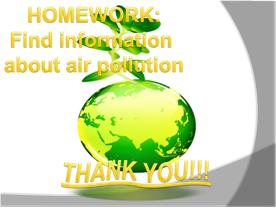 HOMEWORK:
Find information
about air pollution
THANK YOU!!!